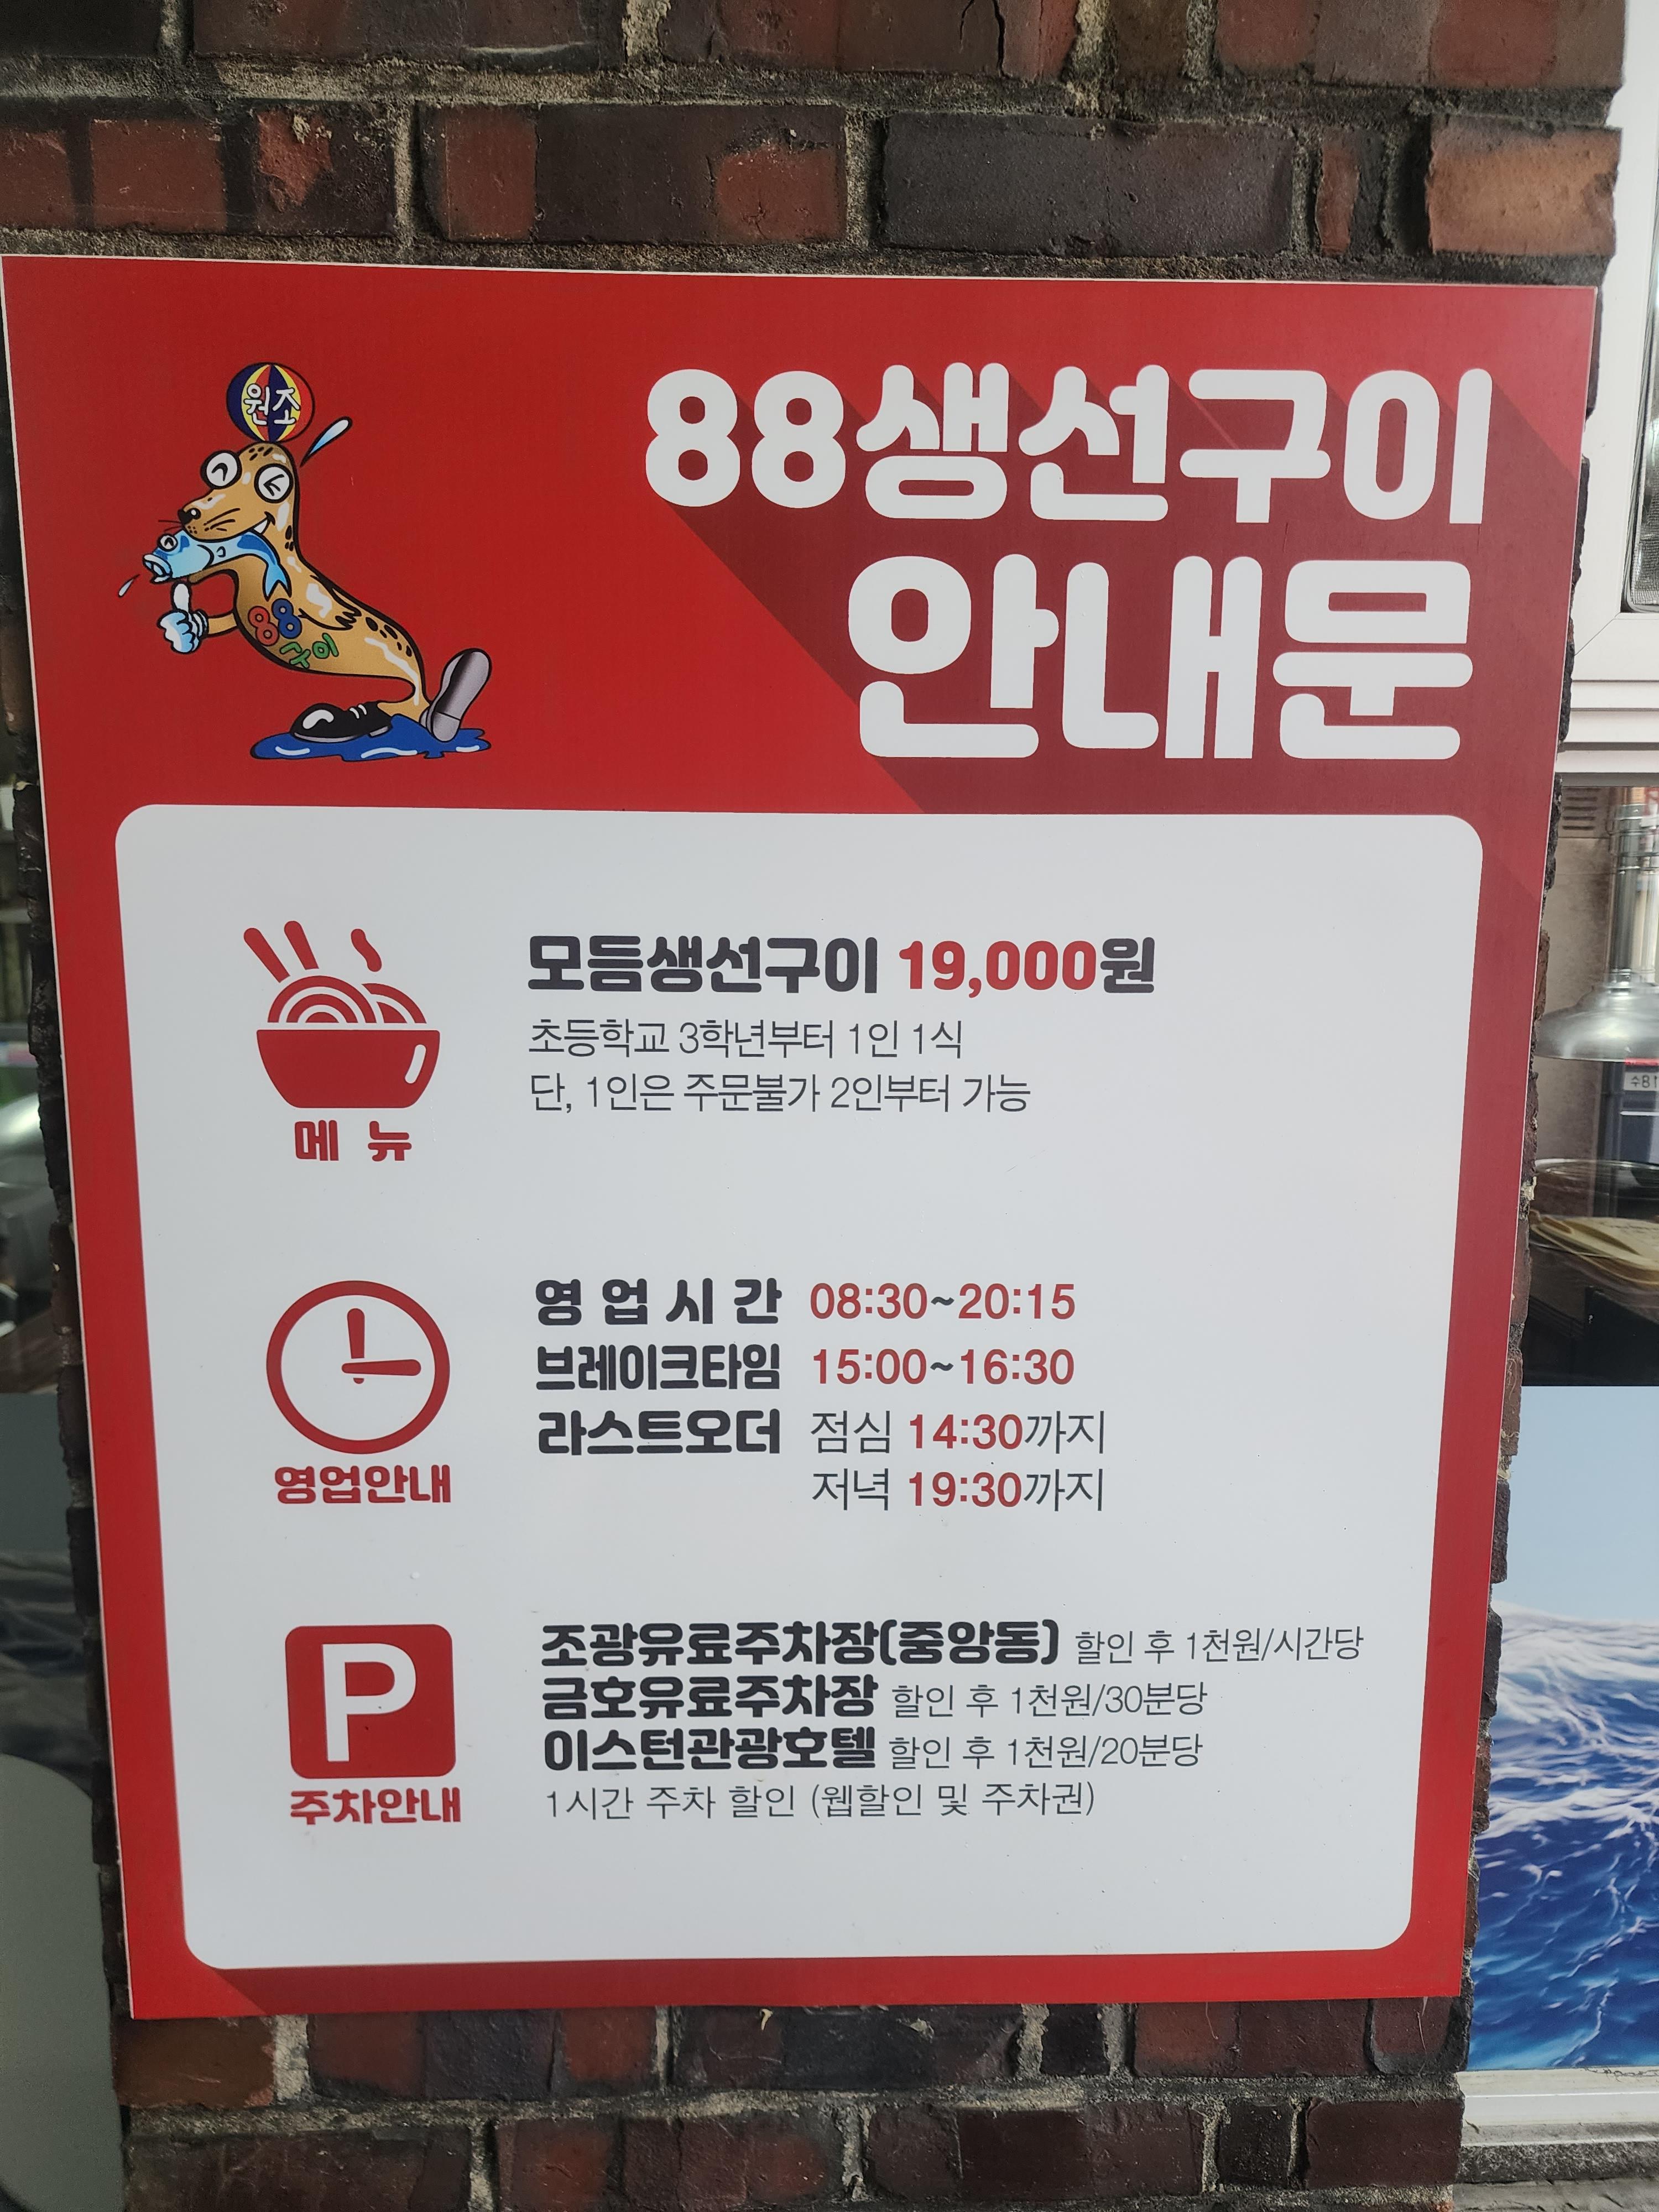 원조
88
구이
88생선구이
안내문
모듬생선구이 19,000원
초등학교 3학년부터 1인 1식
단, 1인은 주문불가 2인부터 가능
메 뉴
영 업 시 간 08:30~20:15
브레이크타임 15:00~16:30
라스트오더 점심 14:30까지
저녁 19:30까지
영업안내
P
조광유료주차장(중앙동) 할인 후 1천원/시간당
금호유료주차장 할인 후 1천원/30분당
이스턴관광호텔 할인 후 1천원/20분당
1시간 주차 할인 (웹할인 및 주차권)
주차안내